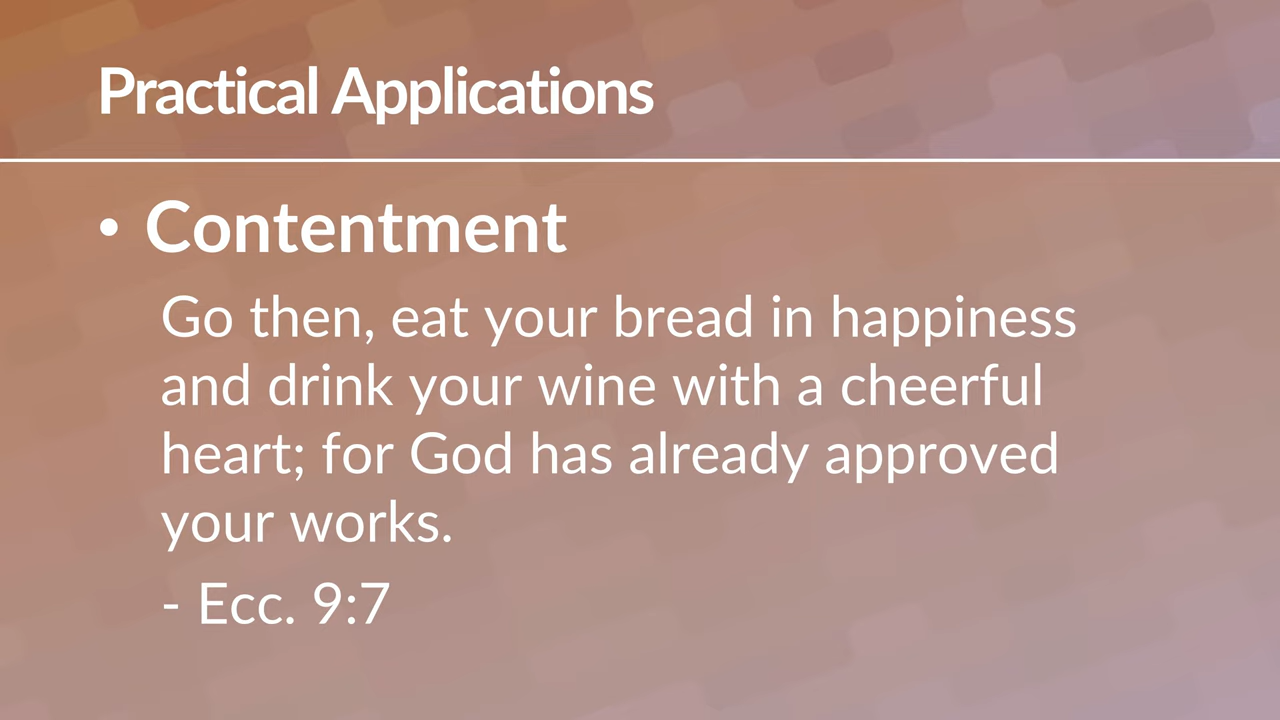 Practical Applications
• Contentment
Go then, eat your bread in happiness
and drink your wine with a cheerful
heart; for God has already approved
your works.
- Ecc. 9:7